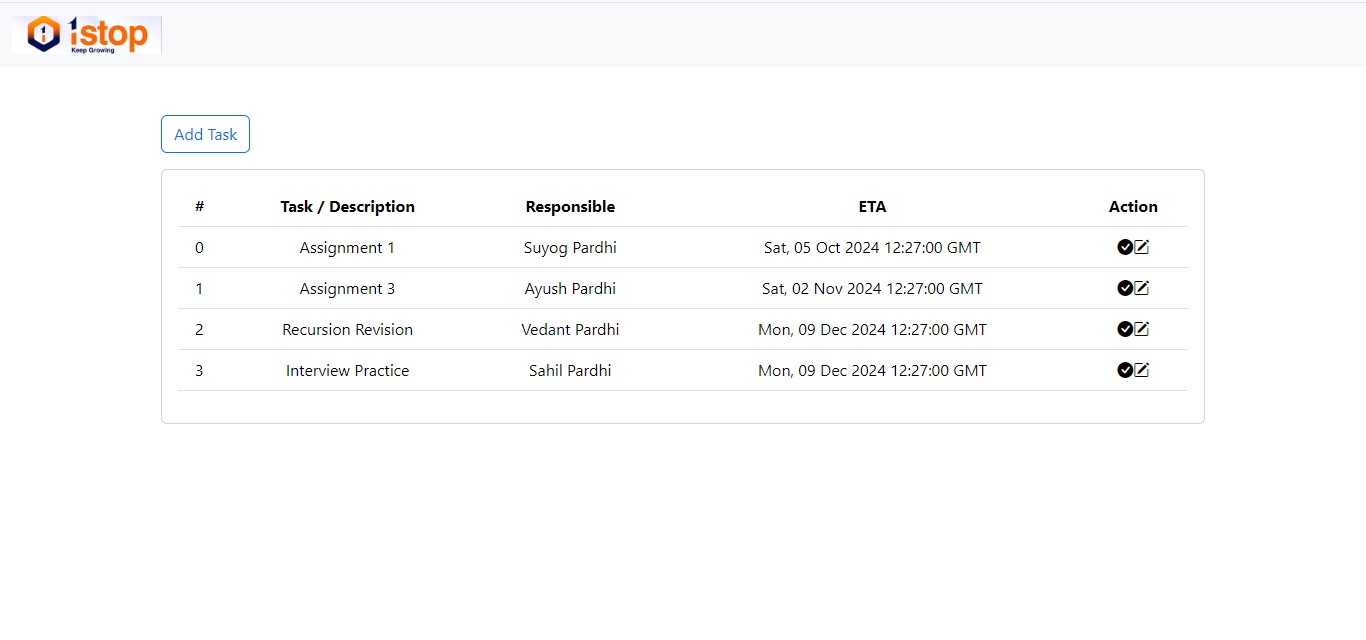 1stop
Keep Growing
Add Task
# Task / Description Responsible ETA Action
0 Assignment 1 Suyog Pardhi Sat, 05 Oct 2024 12:27:00 GMT
1 Assignment 3 Ayush Pardhi Sat, 02 Nov 2024 12:27:00 GMT
2 Recursion Revision Vedant Pardhi Mon, 09 Dec 2024 12:27:00 GMT
3 Interview Practice Sahil Pardhi Mon, 09 Dec 2024 12:27:00 GMT